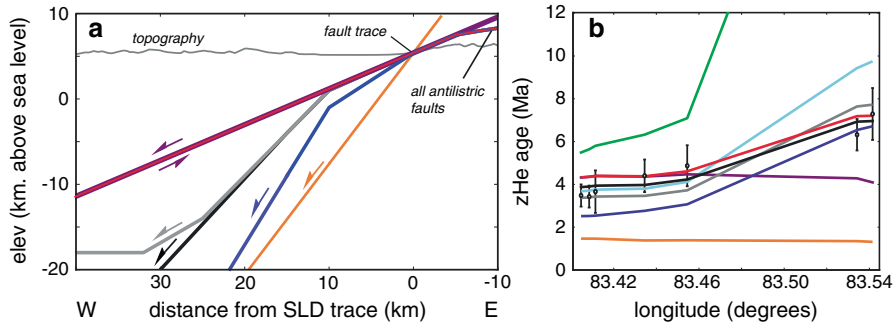 a
topography
fault trace
all antilistric
faults
elev (km. above sea level)
10
0
-10
-20
30
20
10
0
-10
W
distance from SLD trace (km)
E
b
zHe age (Ma)
12
10
8
6
4
2
0
83.42
83.46
83.50
83.54
longitude (degrees)